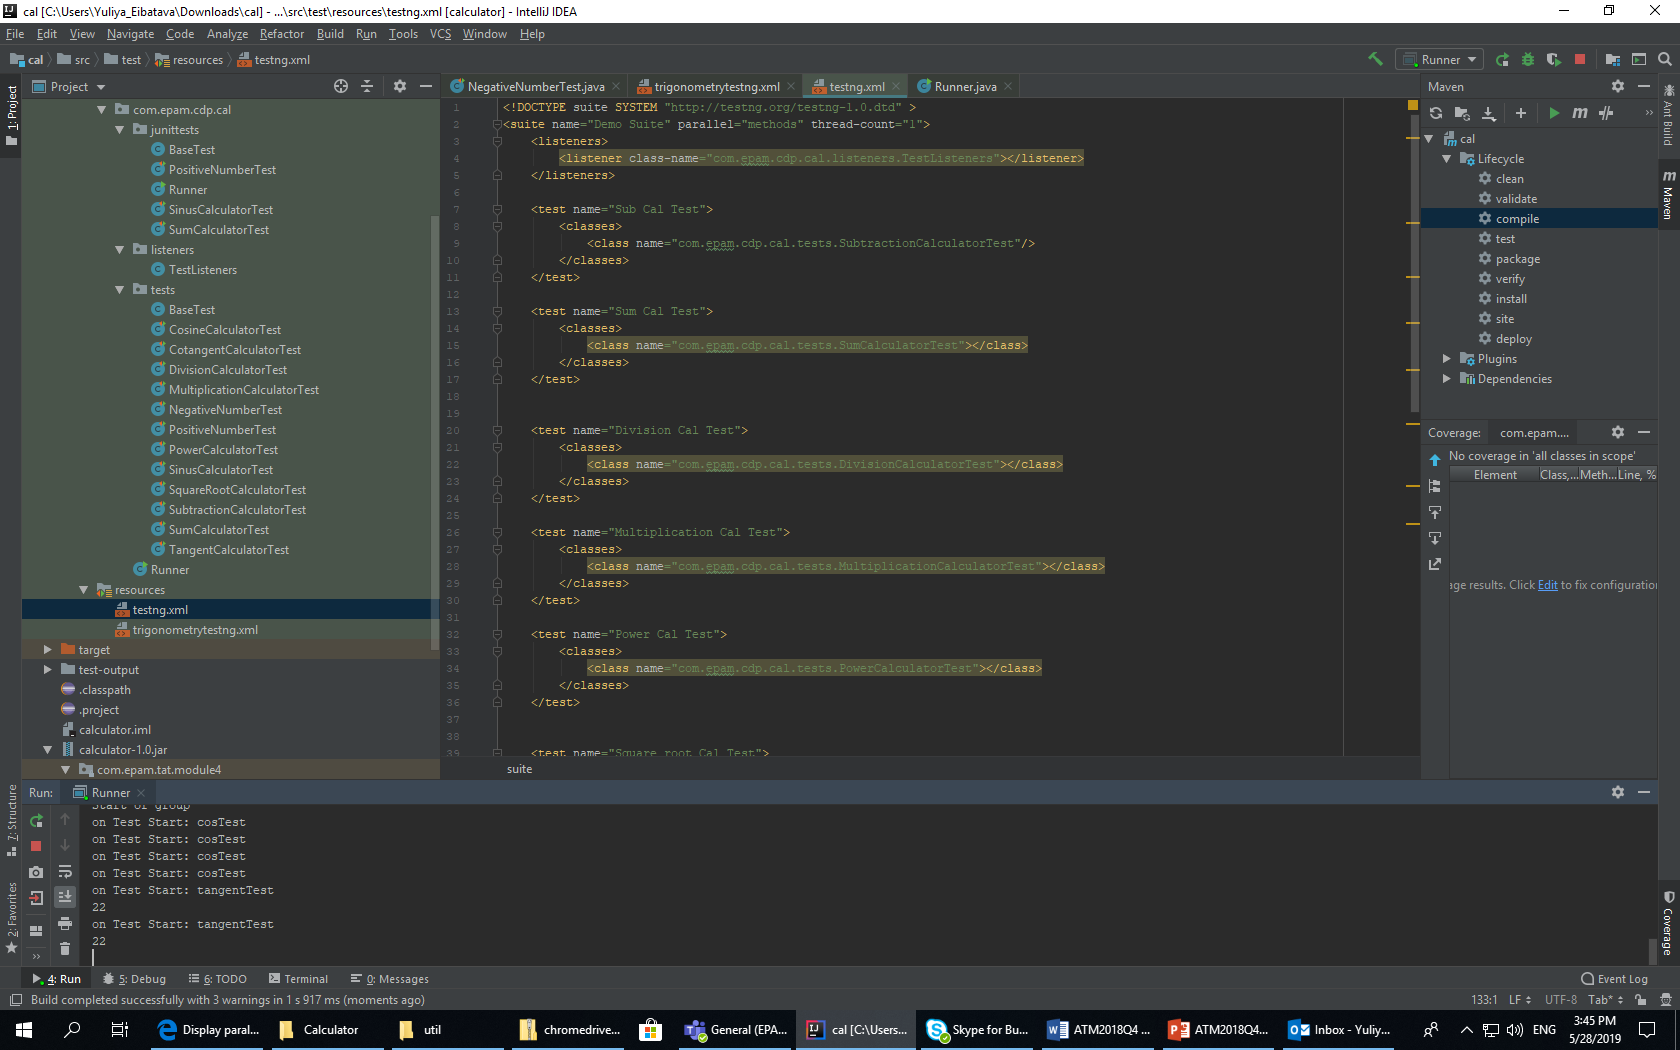 cal [C:\Users\Yuliya_Eibatava\Downloads\cal] - ...\src\test\resources\testng.xml [calculator] - IntelliJ IDEA
File Edit View Navigate Code Analyze Refactor Build Run Tools VCS Window Help
cal src test resources testng.xml
Runner
Project
NegativeNumberTest.java trigonometrytestng.xml testng.xml Runner.java
1: Project
com.epam.cdp.cal
junittests
BaseTest
PositiveNumberTest
Runner
SinusCalculatorTest
SumCalculatorTest
listeners
TestListeners
tests
BaseTest
CosineCalculatorTest
CotangentCalculatorTest
DivisionCalculatorTest
MultiplicationCalculatorTest
NegativeNumberTest
PositiveNumberTest
PowerCalculatorTest
SinusCalculatorTest
SquareRootCalculatorTest
SubtractionCalculatorTest
SumCalculatorTest
TangentCalculatorTest
Runner
resources
testng.xml
trigonometrytestng.xml
target
test-output
.classpath
.project
calculator.iml
calculator-1.0.jar
com.epam.tat.module4
1 <!DOCTYPE suite SYSTEM "http://testng.org/testng-1.0.dtd" >
2 <suite name="Demo Suite" parallel="methods" thread-count="1">
3 <listeners>
4 <listener class-name="com.epam.cdp.cal.listeners.TestListeners"></listener>
5 </listeners>
6
7 <test name="Sub Cal Test">
8 <classes>
9 <class name="com.epam.cdp.cal.tests.SubtractionCalculatorTest"/>
10 </classes>
11 </test>
12
13 <test name="Sum Cal Test">
14 <classes>
15 <class name="com.epam.cdp.cal.tests.SumCalculatorTest"></class>
16 </classes>
17 </test>
18
19
20 <test name="Division Cal Test">
21 <classes>
22 <class name="com.epam.cdp.cal.tests.DivisionCalculatorTest"></class>
23 </classes>
24 </test>
25
26 <test name="Multiplication Cal Test">
27 <classes>
28 <class name="com.epam.cdp.cal.tests.MultiplicationCalculatorTest"></class>
29 </classes>
30 </test>
31
32 <test name="Power Cal Test">
33 <classes>
34 <class name="com.epam.cdp.cal.tests.PowerCalculatorTest"></class>
35 </classes>
36 </test>
37
38
39 <test name="Square root Cal Test">
suite
Maven
cal
Lifecycle
clean
validate
compile
test
package
verify
install
site
deploy
Plugins
Dependencies
Ant Build
Maven
Coverage: com.epam....
No coverage in 'all classes in scope'
Element Class,... Meth... Line, %
age results. Click Edit to fix configuration
Coverage
7: Structure
2: Favorites
Run: Runner
Start of group
on Test Start: cosTest
on Test Start: cosTest
on Test Start: cosTest
on Test Start: cosTest
on Test Start: tangentTest
22
on Test Start: tangentTest
22
4: Run 5: Debug 6: TODO Terminal 0: Messages Event Log
Build completed successfully with 3 warnings in 1 s 917 ms (moments ago) 133:1 LF UTF-8 Tab*
Display paral... Calculator util chromedrive... General (EPA... cal [C:\Users... Skype for Bu... ATM2018Q4 ... ATM2018Q4... Inbox - Yuliy... ENG
3:45 PM
5/28/2019